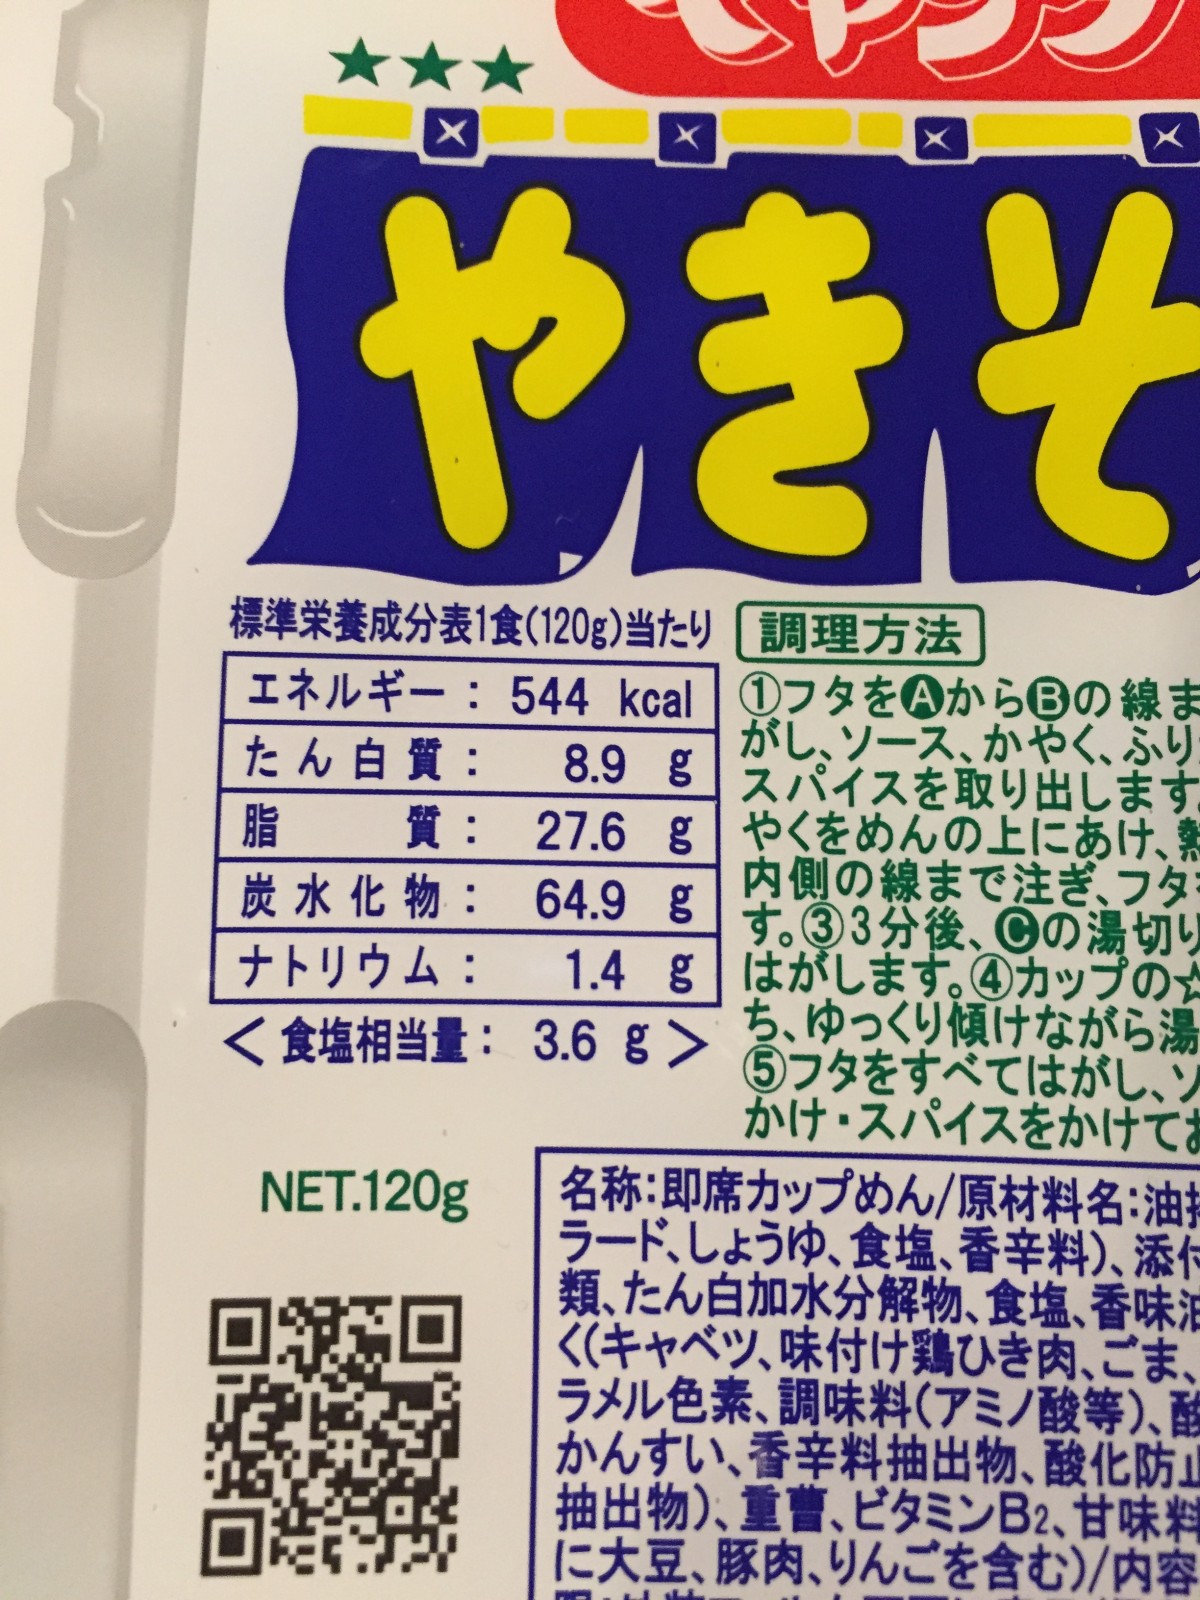 やきそ
標準栄養成分表1食(120g)当たり
エネルギー: 544 kcal
たん白質: 8.9 g
脂質: 27.6 g
炭水化物: 64.9 g
ナトリウム: 1.4 g
<食塩相当量: 3.6 g>
調理方法
①フタをAからBの線ま
がし、ソース、かやく、ふり
スパイスを取り出します
やくをめんの上にあけ、熱
内側の線まで注ぎ、フタ
す。③3分後、Cの湯切り
はがします。④カップの☆
ち、ゆっくり傾けながら湯
⑤フタをすべてはがし、ソ
かけ・スパイスをかけてお
NET.120g
名称:即席カップめん/原材料名:油揚
ラード、しょうゆ、食塩、香辛料)、添付
類、たん白加水分解物、食塩、香味油
く((キャベツ、味付け鶏ひき肉、ごま、
ラメル色素、調味料(アミノ酸等)、酸
かんすい、香辛料抽出物、酸化防止
抽出物)、重曹、ビタミンB2、甘味料
に大豆、豚肉、りんごを含む)/内容